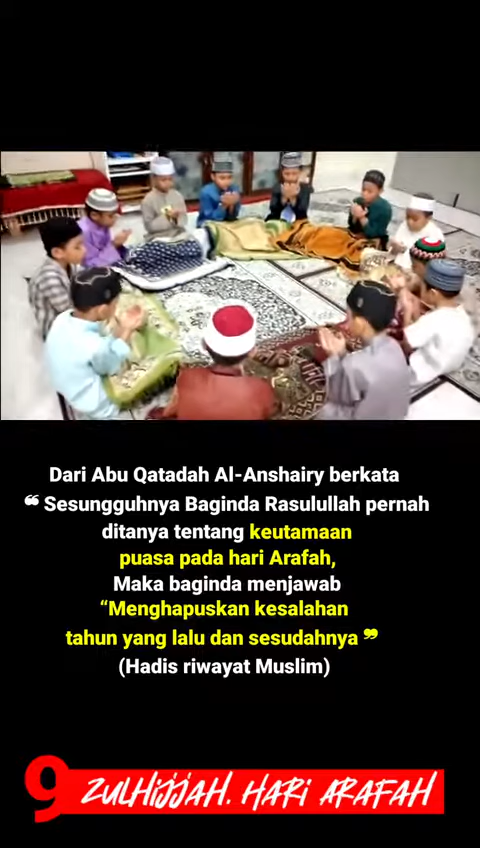 Dari Abu Qatadah Al-Anshairy berkata
❝ Sesungguhnya Baginda Rasulullah pernah
ditanya tentang keutamaan
puasa pada hari Arafah,
Maka baginda menjawab
“Menghapuskan kesalahan
tahun yang lalu dan sesudahnya ❞
(Hadis riwayat Muslim)
9 ZULHIJJAH. HARI ARAFAH